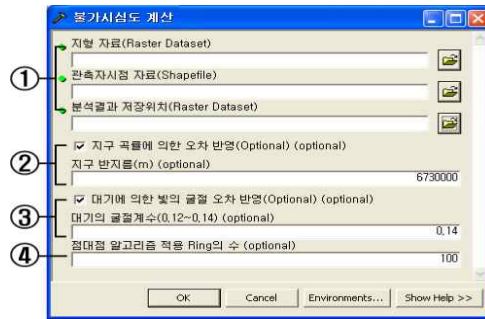 불가시심도 계산
지형 자료(Raster Dataset)
① 관측자시점 자료(Shapefile)
분석결과 저장위치(Raster Dataset)
② 지구 곡률에 의한 오차 반영(Optional) (optional)
지구 반지름(m) (optional)
6730000
③ 대기에 의한 빛의 굴절 오차 반영(Optional) (optional)
대기의 굴절계수(0,12~0,14) (optional)
0,14
④ 점대점 알고리즘 적용 Ring의 수 (optional)
100
OK Cancel Environments... Show Help >>